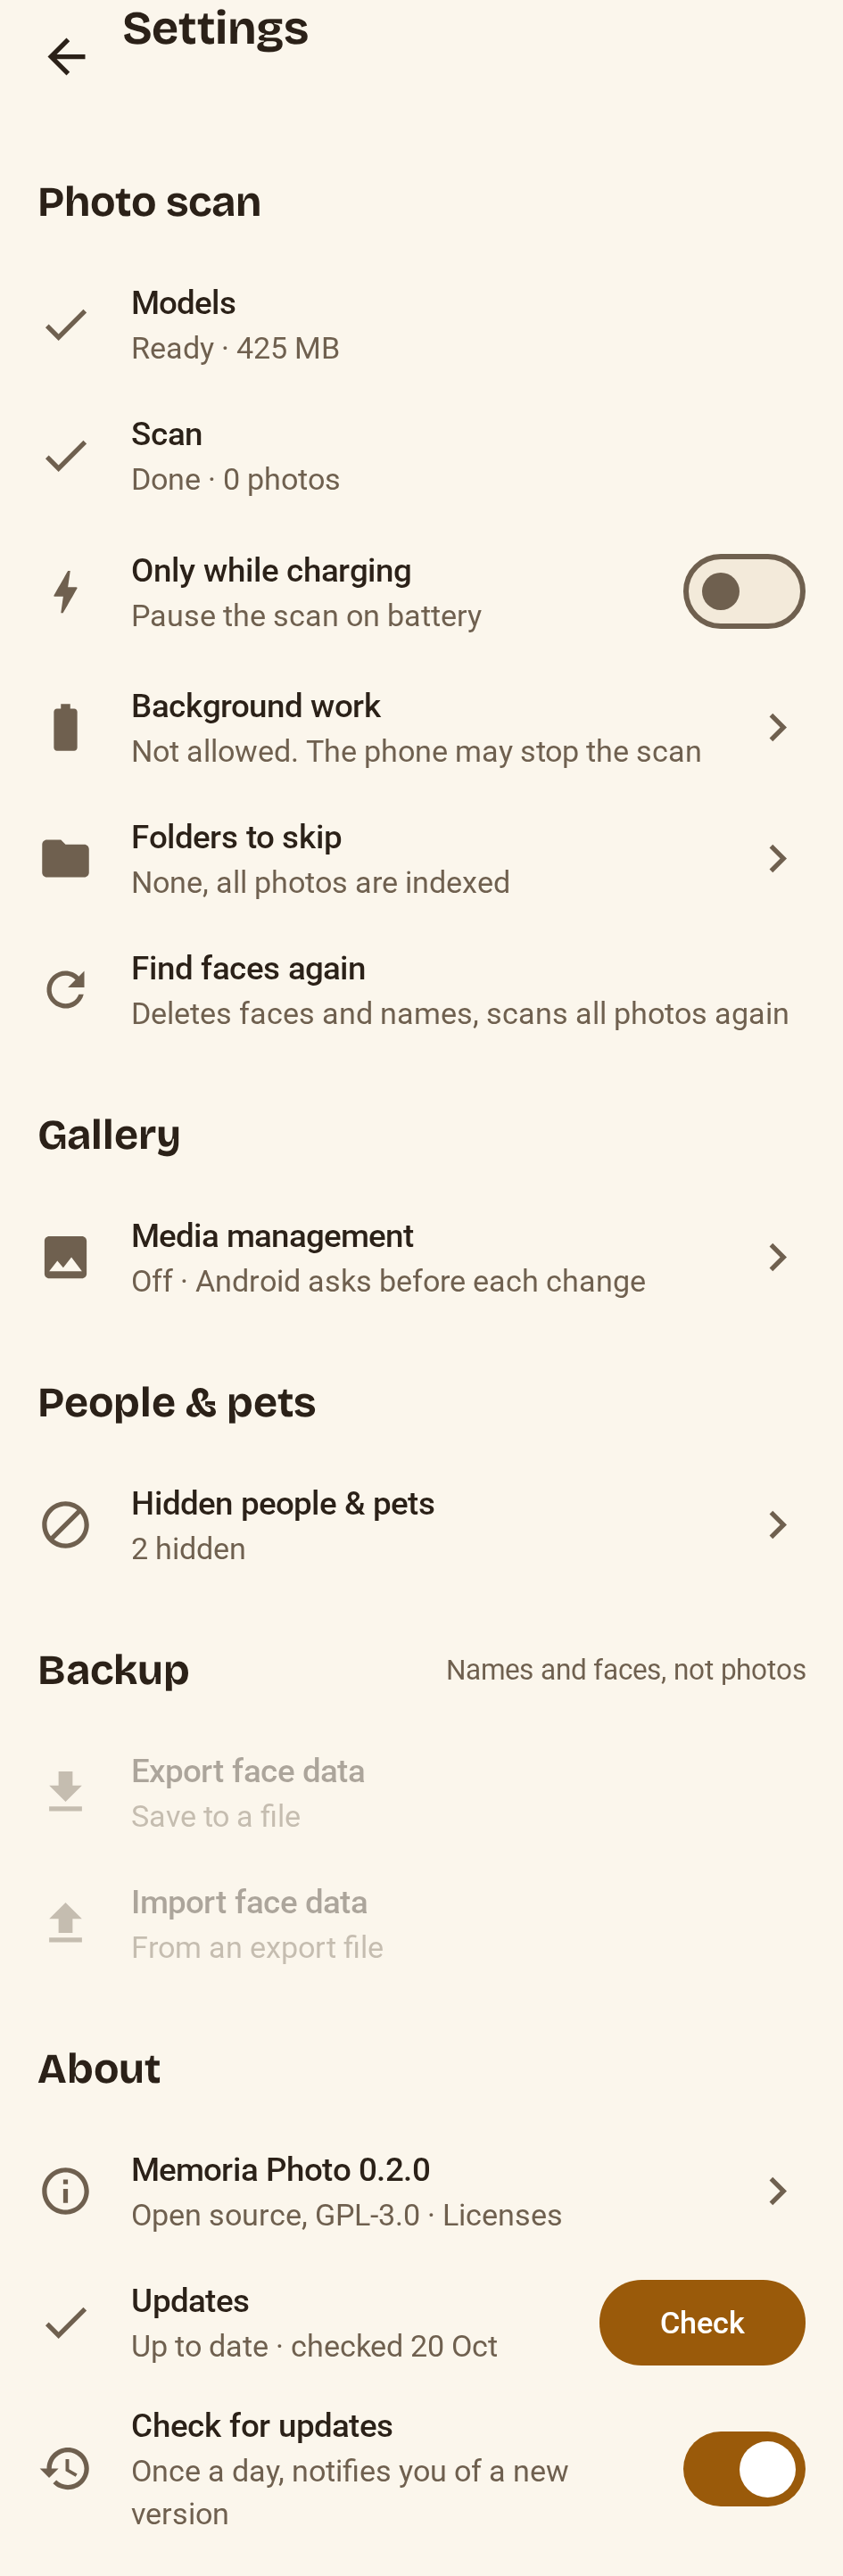 Settings
Photo scan
Models
Ready · 425 MB
Scan
Done · 0 photos
Only while charging
Pause the scan on battery
Background work
Not allowed. The phone may stop the scan
Folders to skip
None, all photos are indexed
Find faces again
Deletes faces and names, scans all photos again
Gallery
Media management
Off · Android asks before each change
People & pets
Hidden people & pets
2 hidden
Backup
Names and faces, not photos
Export face data
Save to a file
Import face data
From an export file
About
Memoria Photo 0.2.0
Open source, GPL-3.0 · Licenses
Updates
Up to date · checked 20 Oct
Check
Check for updates
Once a day, notifies you of a new
version